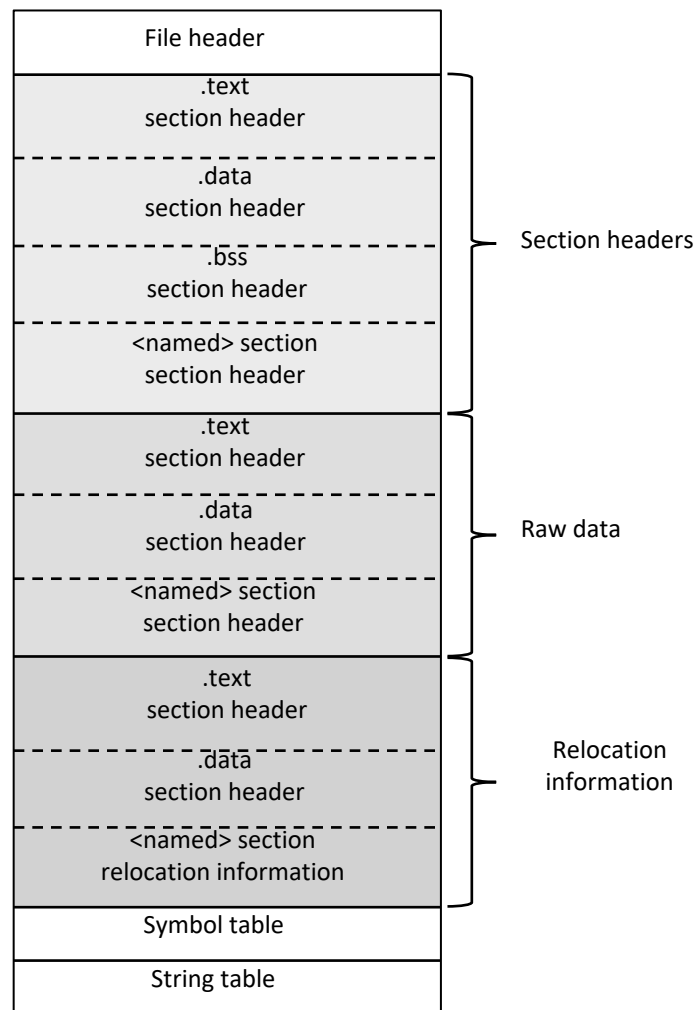 File header
.text
section header
.data
section header
.bss
section header
<named> section
section header
Section headers
.text
section header
.data
section header
<named> section
section header
Raw data
.text
section header
.data
section header
<named> section
relocation information
Relocation
information
Symbol table
String table